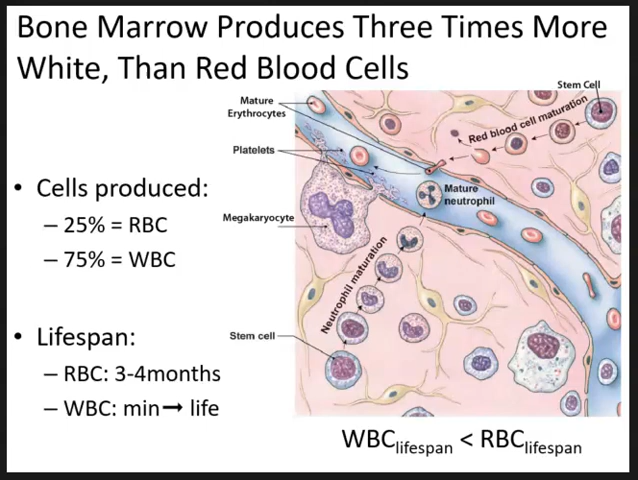 Bone Marrow Produces Three Times More
White, Than Red Blood Cells
• Cells produced:
– 25% = RBC
– 75% = WBC
• Lifespan:
– RBC: 3-4months
– WBC: min➞ life
Stem Cell
Mature
Erythrocytes
Red blood cell maturation
Platelets
Mature
neutrophil
Megakaryocyte
Neutrophil maturation
Stem cell
WBClifespan < RBClifespan